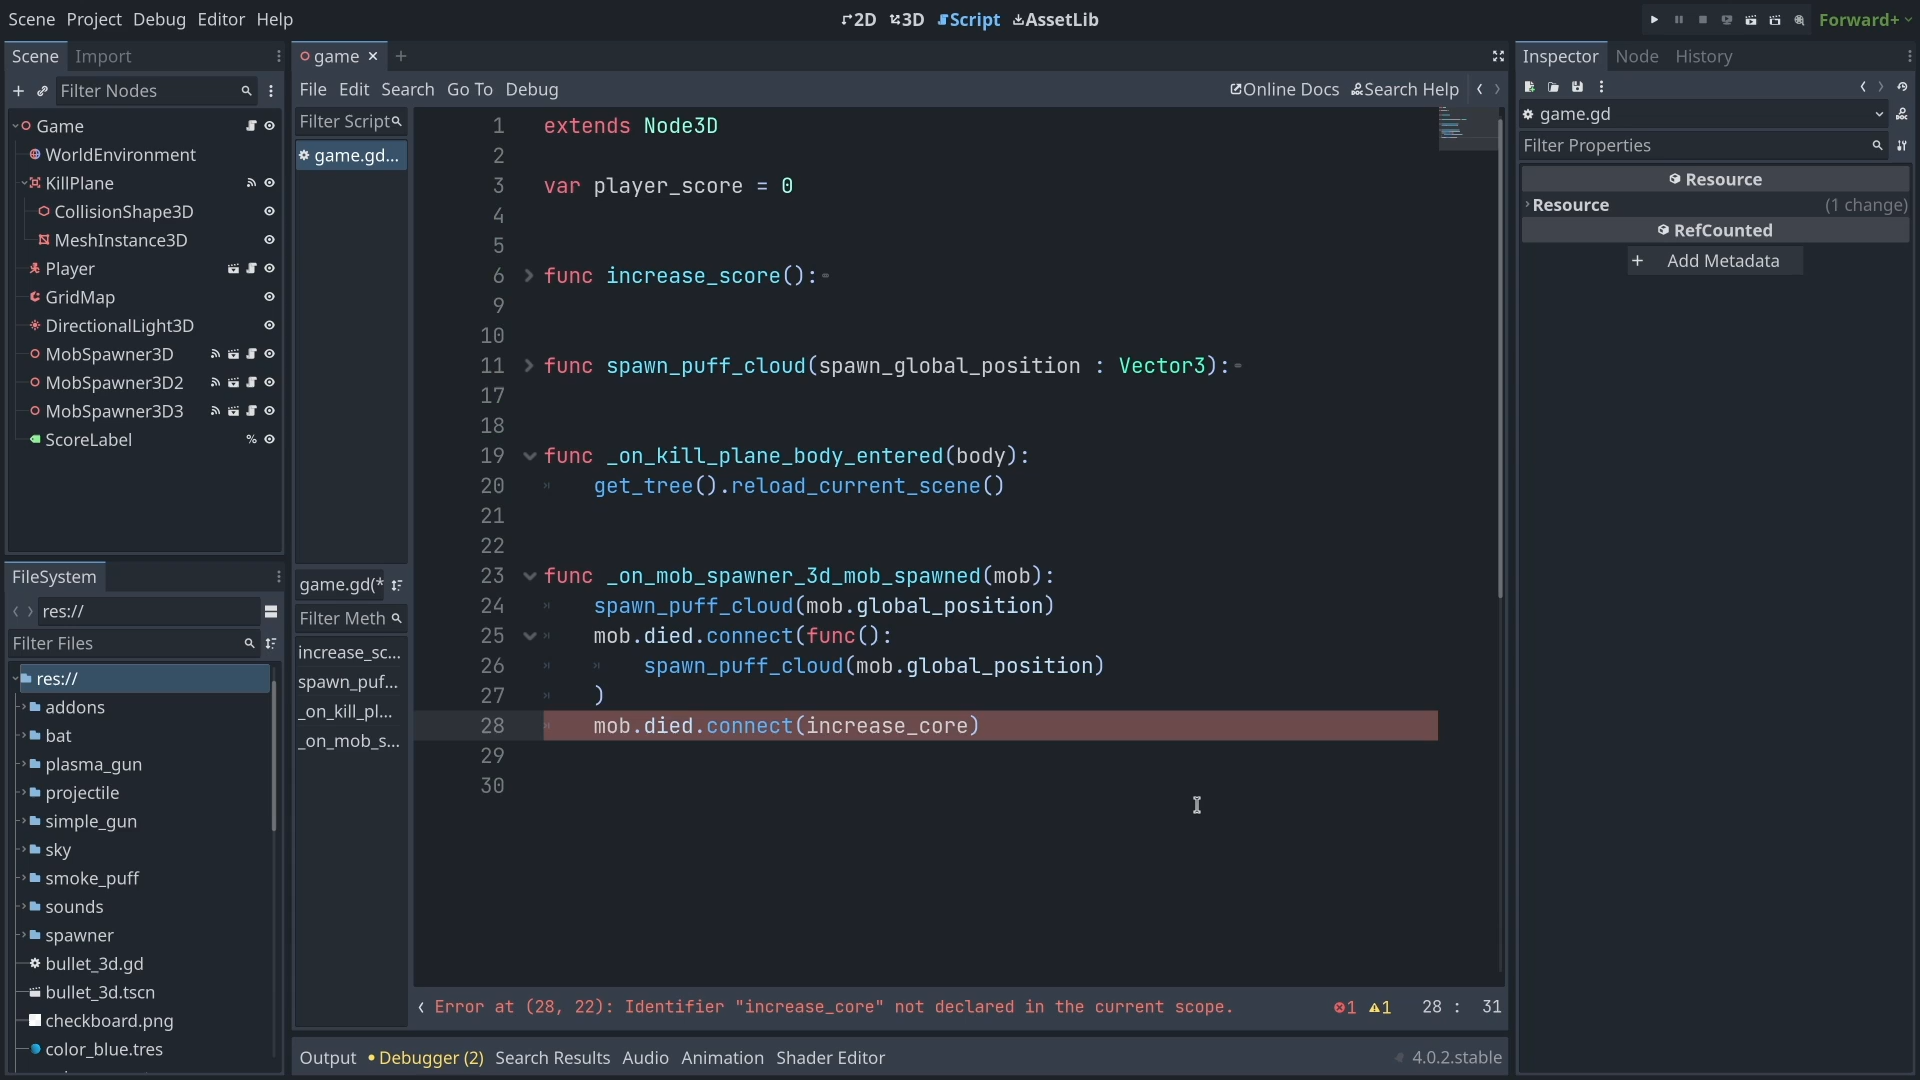 Scene Project Debug Editor Help
2D 3D Script AssetLib
Forward+
Scene Import
Filter Nodes
Game
WorldEnvironment
KillPlane
CollisionShape3D
MeshInstance3D
Player
GridMap
DirectionalLight3D
MobSpawner3D
MobSpawner3D2
MobSpawner3D3
ScoreLabel %
FileSystem
res://
Filter Files
res://
addons
bat
plasma_gun
projectile
simple_gun
sky
smoke_puff
sounds
spawner
bullet_3d.gd
bullet_3d.tscn
checkboard.png
color_blue.tres
game
File Edit Search Go To Debug
Online Docs Search Help
Filter Script
game.gd...
game.gd(*
Filter Meth
increase_sc...
spawn_puf...
_on_kill_pl...
_on_mob_s...
1 extends Node3D
2
3 var player_score = 0
4
5
6 func increase_score():
9
10
11 func spawn_puff_cloud(spawn_global_position : Vector3):
17
18
19 func _on_kill_plane_body_entered(body):
20 get_tree().reload_current_scene()
21
22
23 func _on_mob_spawner_3d_mob_spawned(mob):
24 spawn_puff_cloud(mob.global_position)
25 mob.died.connect(func():
26 spawn_puff_cloud(mob.global_position)
27 )
28 mob.died.connect(increase_core)
29
30
Error at (28, 22): Identifier "increase_core" not declared in the current scope.
1 1 28 : 31
Output Debugger (2) Search Results Audio Animation Shader Editor
4.0.2.stable
Inspector Node History
game.gd
Filter Properties
Resource
Resource (1 change)
RefCounted
+ Add Metadata